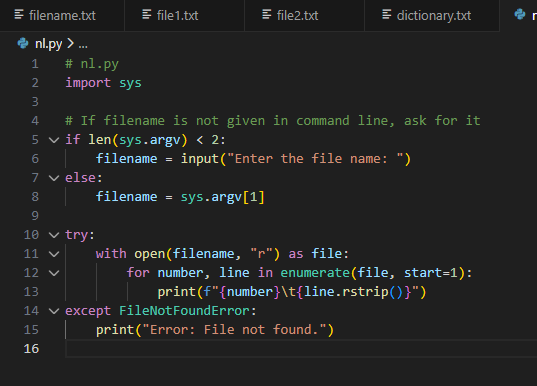 filename.txt file1.txt file2.txt dictionary.txt
nl.py > ...
1 # nl.py
2 import sys
3
4 # If filename is not given in command line, ask for it
5 if len(sys.argv) < 2:
6     filename = input("Enter the file name: ")
7 else:
8     filename = sys.argv[1]
9
10 try:
11     with open(filename, "r") as file:
12         for number, line in enumerate(file, start=1):
13             print(f"{number}\t{line.rstrip()}")
14 except FileNotFoundError:
15     print("Error: File not found.")
16